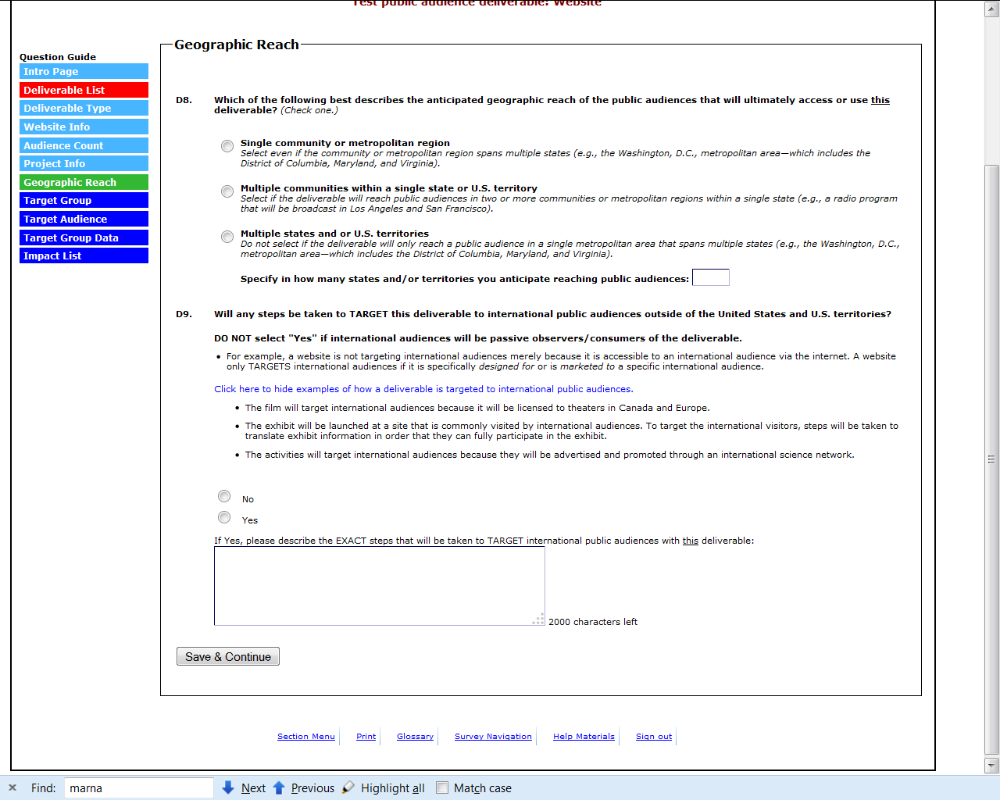 Test public audience deliverable: Website
Geographic Reach
Question Guide
Intro Page
Deliverable List
Deliverable Type
Website Info
Audience Count
Project Info
Geographic Reach
Target Group
Target Audience
Target Group Data
Impact List
D8. Which of the following best describes the anticipated geographic reach of the public audiences that will ultimately access or use this
deliverable? (Check one.)
Single community or metropolitan region
Select even if the community or metropolitan region spans multiple states (e.g., the Washington, D.C., metropolitan area—which includes the
District of Columbia, Maryland, and Virginia).
Multiple communities within a single state or U.S. territory
Select if the deliverable will reach public audiences in two or more communities or metropolitan regions within a single state (e.g., a radio program
that will be broadcast in Los Angeles and San Francisco).
Multiple states and or U.S. territories
Do not select if the deliverable will only reach a public audience in a single metropolitan area that spans multiple states (e.g., the Washington, D.C.,
metropolitan area—which includes the District of Columbia, Maryland, and Virginia).
Specify in how many states and/or territories you anticipate reaching public audiences:
D9. Will any steps be taken to TARGET this deliverable to international public audiences outside of the United States and U.S. territories?
DO NOT select "Yes" if international audiences will be passive observers/consumers of the deliverable.
• For example, a website is not targeting international audiences merely because it is accessible to an international audience via the internet. A website
only TARGETS international audiences if it is specifically designed for or is marketed to a specific international audience.
Click here to hide examples of how a deliverable is targeted to international public audiences.
• The film will target international audiences because it will be licensed to theaters in Canada and Europe.
• The exhibit will be launched at a site that is commonly visited by international audiences. To target the international visitors, steps will be taken to
translate exhibit information in order that they can fully participate in the exhibit.
• The activities will target international audiences because they will be advertised and promoted through an international science network.
No
Yes
If Yes, please describe the EXACT steps that will be taken to TARGET international public audiences with this deliverable:
2000 characters left
Save & Continue
Section Menu Print Glossary Survey Navigation Help Materials Sign out
Find: marna Next Previous Highlight all Match case